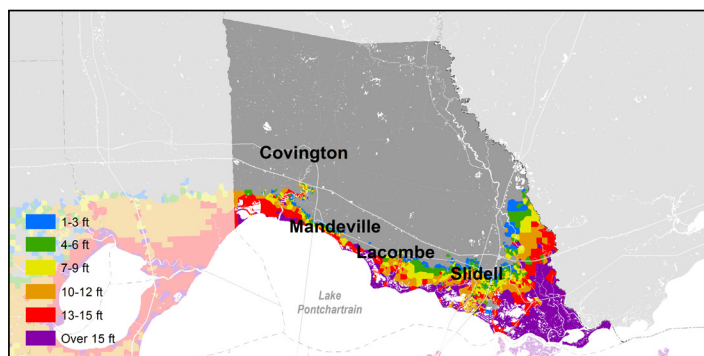 Covington
Mandeville
Lacombe
Slidell
Lake
Pontchartrain
1-3 ft
4-6 ft
7-9 ft
10-12 ft
13-15 ft
Over 15 ft